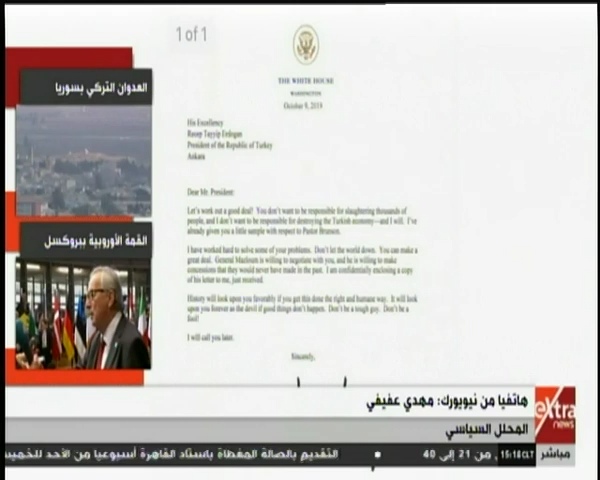 1 of 1
THE WHITE HOUSE
WASHINGTON
October 9, 2019
His Excellency
Recep Tayyip Erdogan
President of the Republic of Turkey
Ankara
Dear Mr. President:
Let's work out a good deal! You don't want to be responsible for slaughtering thousands of
people, and I don't want to be responsible for destroying the Turkish economy—and I will. I've
already given you a little sample with respect to Pastor Brunson.
I have worked hard to solve some of your problems. Don't let the world down. You can make a
great deal. General Mazloum is willing to negotiate with you, and he is willing to make
concessions that they would never have made in the past. I am confidentially enclosing a copy
of his letter to me, just received.
History will look upon you favorably if you get this done the right and humane way. It will look
upon you forever as the devil if good things don't happen. Don't be a tough guy. Don't be a
fool!
I will call you later.
Sincerely,
العدوان التركي بسوريا
القمة الأوروبية ببروكسل
هاتفيا من نيويورك: مهدي عفيفي
المحلل السياسي
eXtra
news
مباشر
15:18 CLT
من 21 إلى 40
التقديم بالصالة المغطاة باستاد القاهرة أسبوعيا من الأحد للخميس